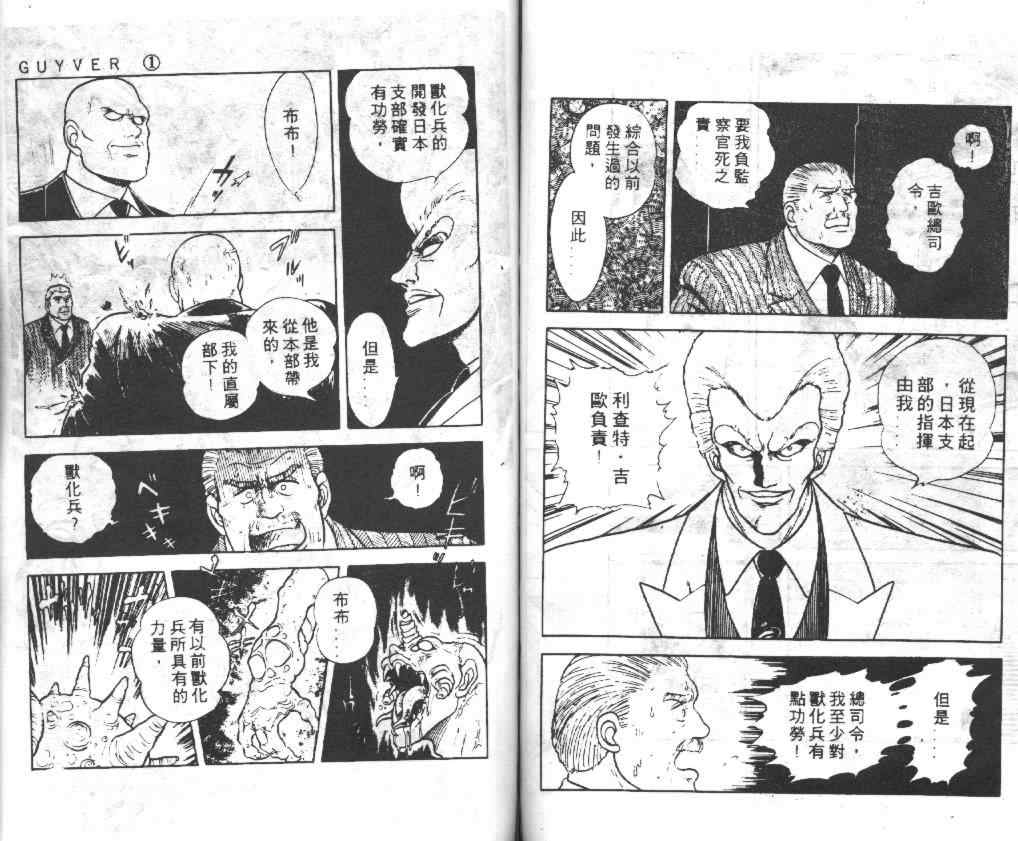 啊！
吉歐總司
令，
要我負監
察官死之
責‥‥
綜合以前
發生過的
問題，
因此‥‥
從現在起
，日本支
部的指揮
由我‥‥
利查特‧吉
歐負責！
但是‥‥
總司令，
我至少對
獸化兵有
點功勞！
GUYVER ①
獸化兵的
開發日本
支部確實
有功勞，
但是‥‥
布布！
他是我
從本部帶
來的，
我的直屬
部下！
啊！
獸化兵？
布布‥‥
有以前獸化
兵所具有的
力量，